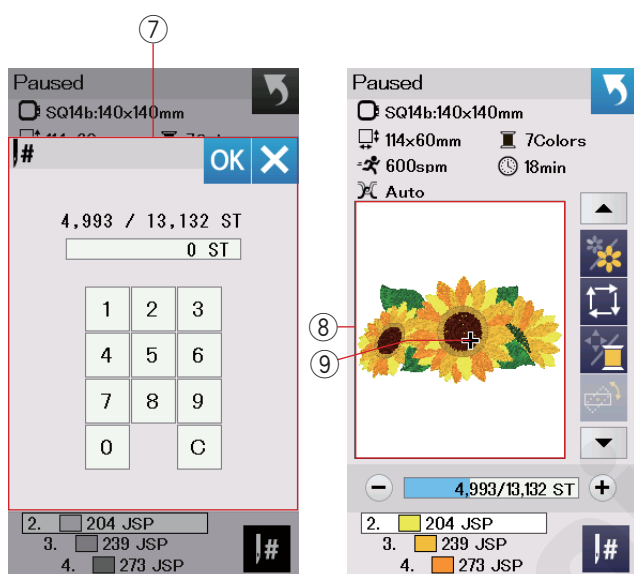 ⑦
Paused
SQ14b:140x140mm
#
OK
4,993 / 13,132 ST
0 ST
1 2 3
4 5 6
7 8 9
0 C
2. 204 JSP
3. 239 JSP
4. 273 JSP
#
Paused
SQ14b:140x140mm
114x60mm 7Colors
600spm 18min
Auto
⑧
⑨
4,993/13,132 ST
2. 204 JSP
3. 239 JSP
4. 273 JSP
#